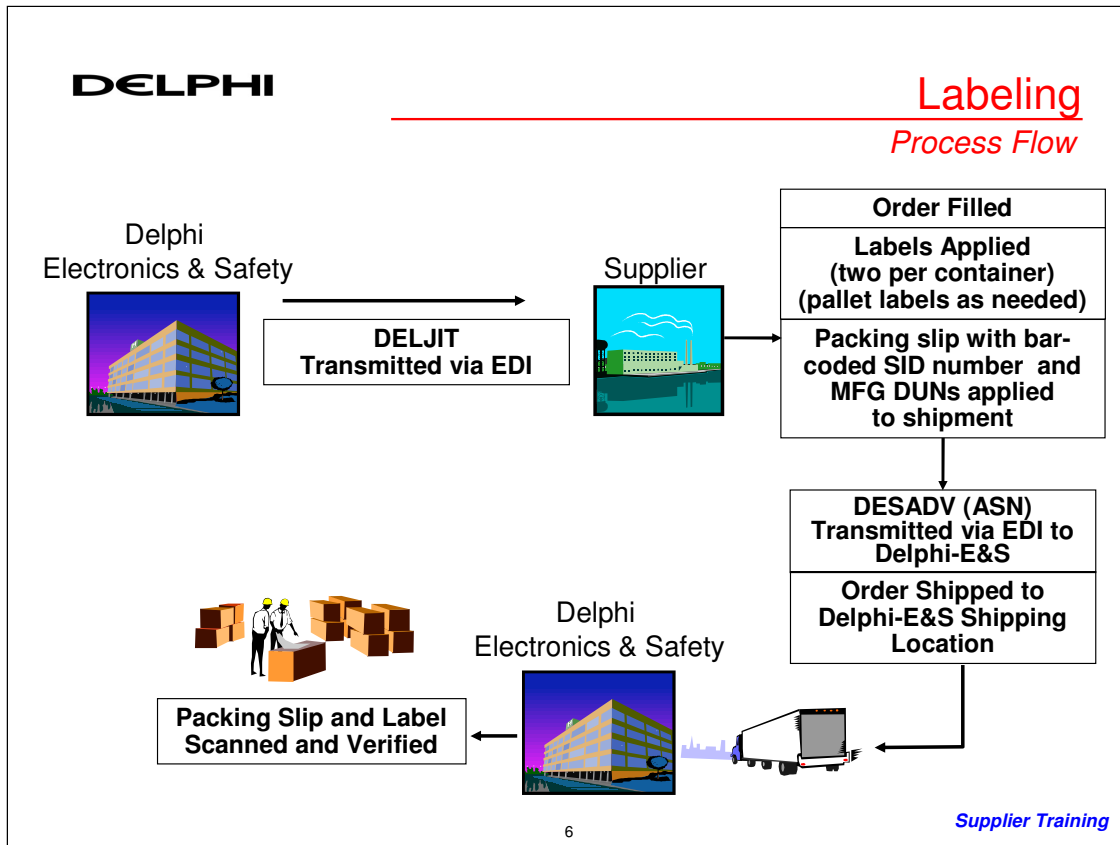 DELPHI
Labeling
Process Flow
Delphi
Electronics & Safety
DELJIT
Transmitted via EDI
Supplier
Order Filled
Labels Applied
(two per container)
(pallet labels as needed)
Packing slip with bar-
coded SID number and
MFG DUNs applied
to shipment
DESADV (ASN)
Transmitted via EDI to
Delphi-E&S
Order Shipped to
Delphi-E&S Shipping
Location
Delphi
Electronics & Safety
Packing Slip and Label
Scanned and Verified
6
Supplier Training